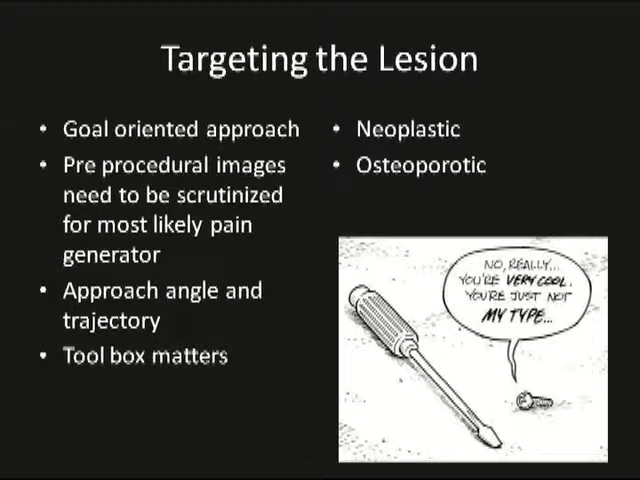 Targeting the Lesion
• Goal oriented approach
• Pre procedural images
need to be scrutinized
for most likely pain
generator
• Approach angle and
trajectory
• Tool box matters
• Neoplastic
• Osteoporotic
NO, REALLY...
YOU'RE VERY COOL.
YOU'RE JUST NOT
MY TYPE...